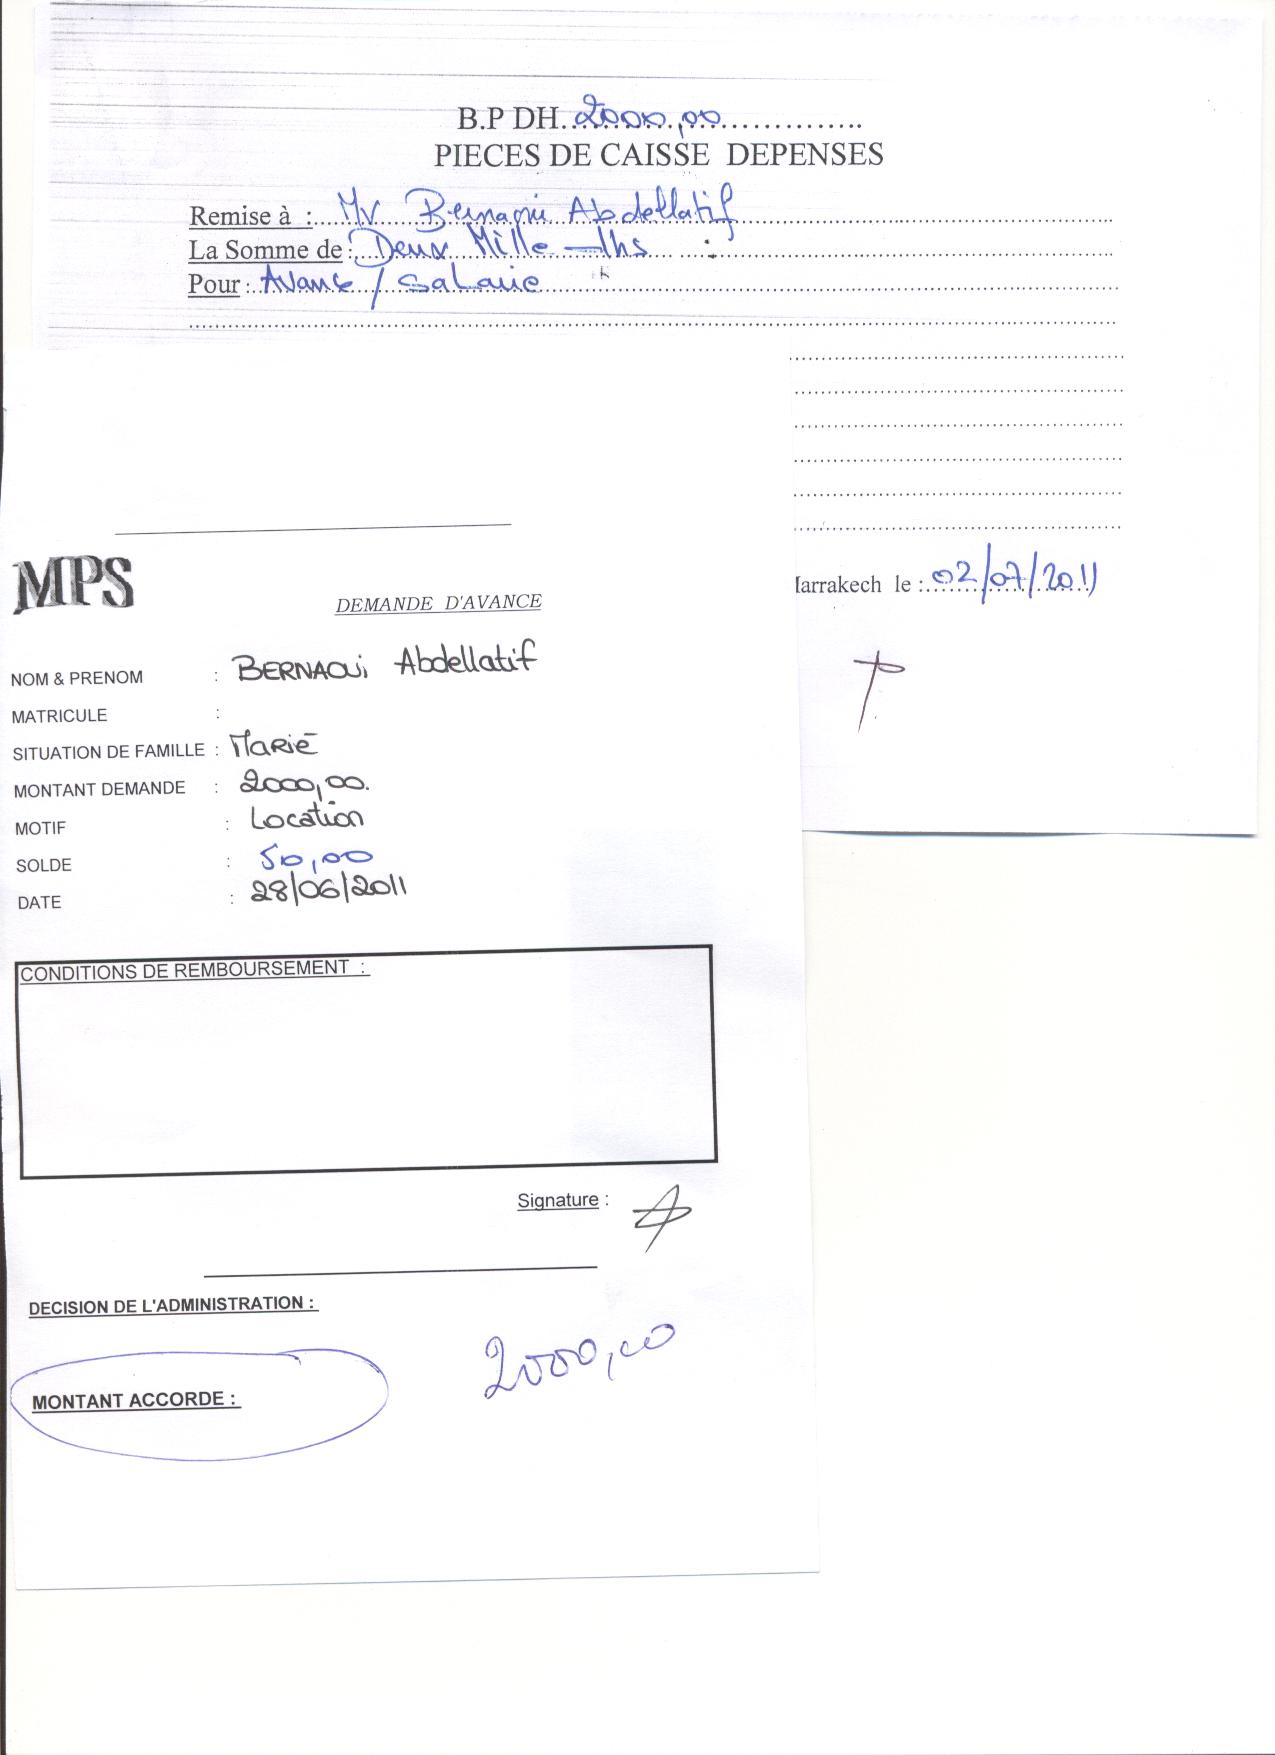 B.P DH 2000,00
PIECES DE CAISSE DEPENSES
Remise à : Mr Bernaoui Abdellatif
La Somme de : Deux Mille Dhs
Pour : Avance / Salaire
larrakech le : 02/07/2011
MPS
DEMANDE D'AVANCE
NOM & PRENOM : BERNAOUi Abdellatif
MATRICULE :
SITUATION DE FAMILLE : Marié
MONTANT DEMANDE : 2000,00.
MOTIF : Location
SOLDE : 50,00
DATE : 28/06/2011
CONDITIONS DE REMBOURSEMENT :
Signature :
DECISION DE L'ADMINISTRATION :
2000,00
MONTANT ACCORDE :